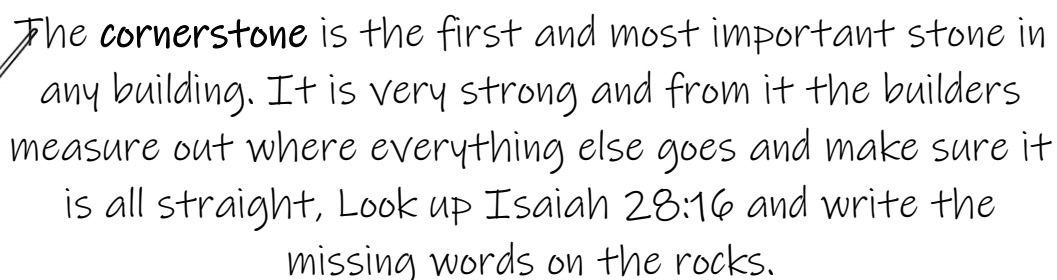 The cornerstone is the first and most important stone in
any building. It is very strong and from it the builders
measure out where everything else goes and make sure it
is all straight, Look up Isaiah 28:16 and write the
missing words on the rocks.